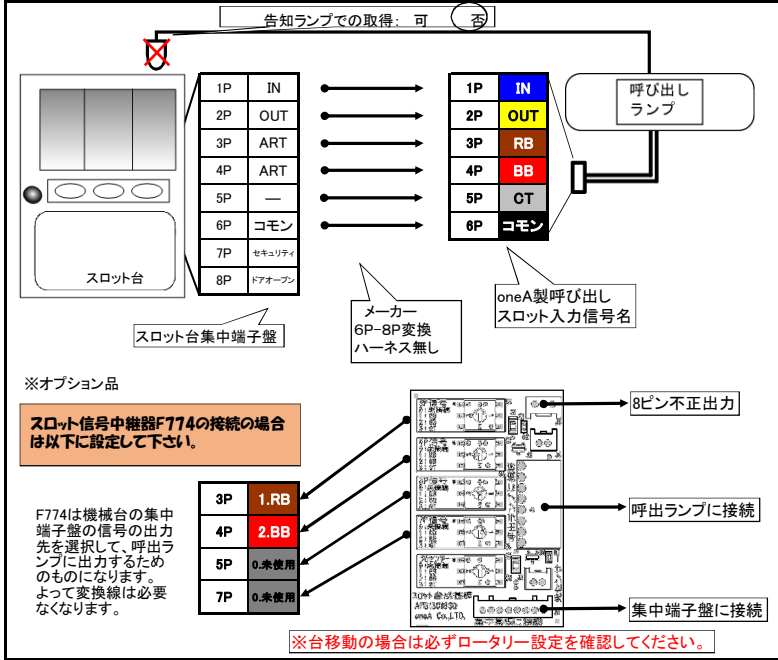 告知ランプでの取得: 可 否
1P IN
2P OUT
3P ART
4P ART
5P ―
6P コモン
7P セキュリティ
8P ドアオープン
1P IN
2P OUT
3P RB
4P BB
5P CT
6P コモン
呼び出し
ランプ
スロット台
スロット台集中端子盤
メーカー
6P-8P変換
ハーネス無し
oneA製呼び出し
スロット入力信号名
※オプション品
スロット信号中継器F774の接続の場合
は以下に設定して下さい。
F774は機械台の集中
端子盤の信号の出力
先を選択して、呼出ラ
ンプに出力するため
のものになります。
よって変換線は必要
なくなります。
3P 1.RB
4P 2.BB
5P 0.未使用
7P 0.未使用
8ピン不正出力
呼出ランプに接続
集中端子盤に接続
oneA Co.,LTD.
※台移動の場合は必ずロータリー設定を確認してください。